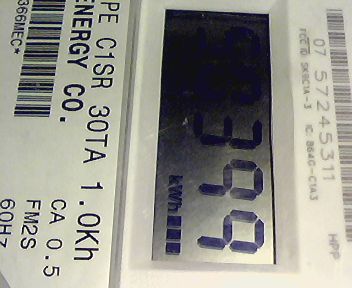 07 57245311
HPP
FCC ID: SK9C1A-3 IC: 864G-C1A3
kWh
PE C1SR 30TA 1.0Kh
ENERGY CO.
CA 0.5
FM2S
366MEC*
60Hz